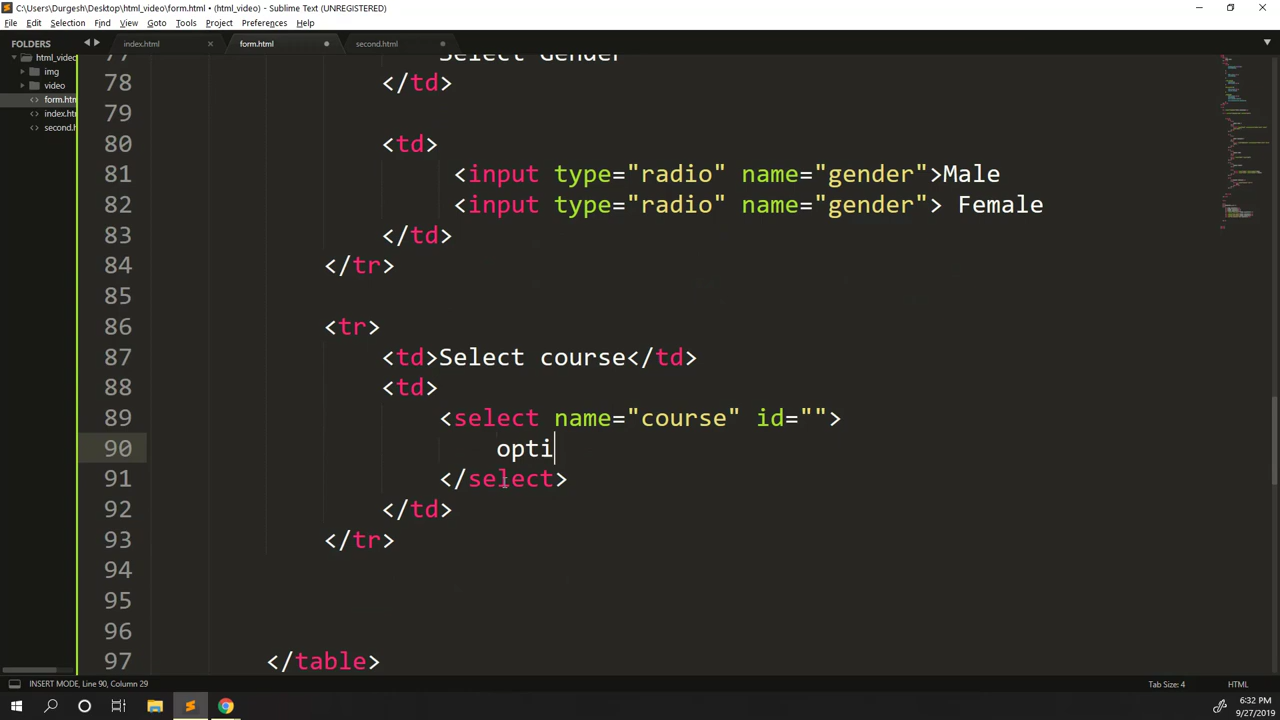 C:\Users\Durgesh\Desktop\html_video\form.html • (html_video) - Sublime Text (UNREGISTERED)
File Edit Selection Find View Goto Tools Project Preferences Help
FOLDERS
html_video
img
video
form.htm
index.htm
second.h
index.html × form.html second.html
77 Select Gender
78 </td>
79
80 <td>
81 <input type="radio" name="gender">Male
82 <input type="radio" name="gender"> Female
83 </td>
84 </tr>
85
86 <tr>
87 <td>Select course</td>
88 <td>
89 <select name="course" id="">
90 opti
91 </select>
92 </td>
93 </tr>
94
95
96
97 </table>
INSERT MODE, Line 90, Column 29 Tab Size: 4 HTML
6:32 PM
9/27/2019